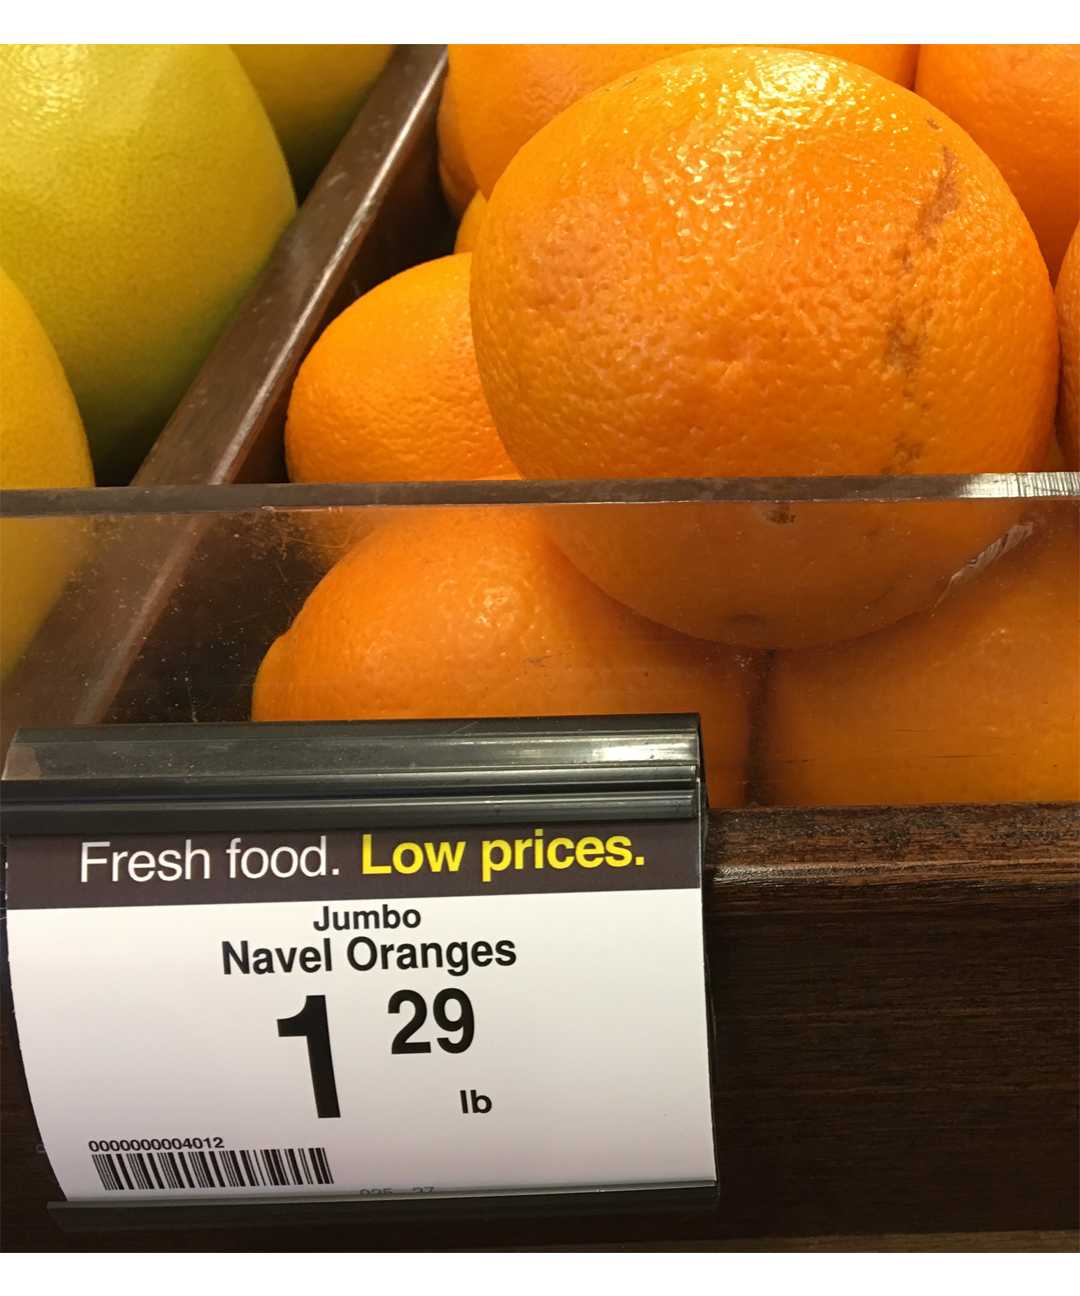 Fresh food. Low prices.
Jumbo
Navel Oranges
1 29
lb
0000000004012